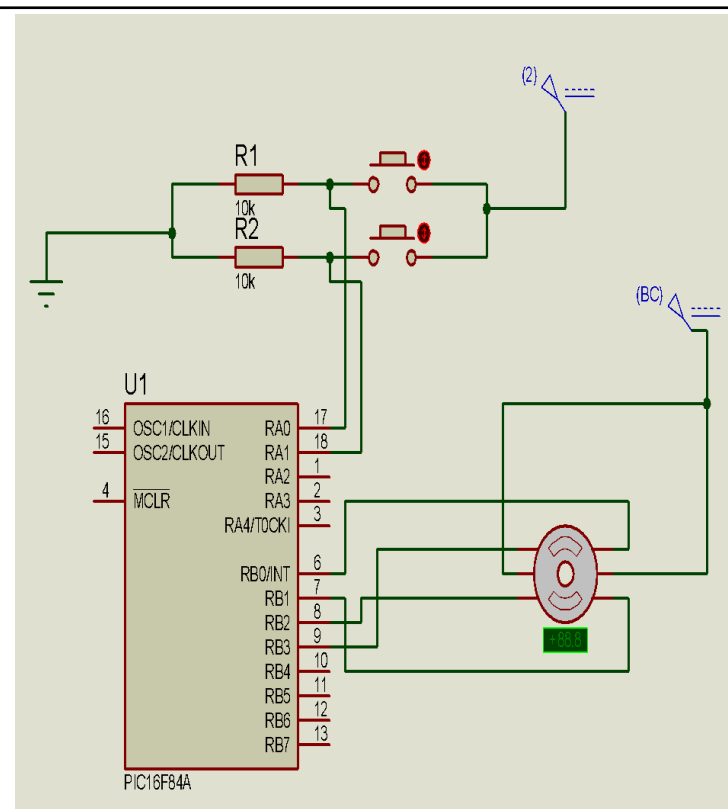 (2)
R1
10k
R2
10k
(BC)
U1
16 OSC1/CLKIN RA0 17
15 OSC2/CLKOUT RA1 18
RA2 1
4 MCLR RA3 2
RA4/T0CKI 3
RB0/INT 6
RB1 7
RB2 8
RB3 9
RB4 10
RB5 11
RB6 12
RB7 13
+88.8
PIC16F84A